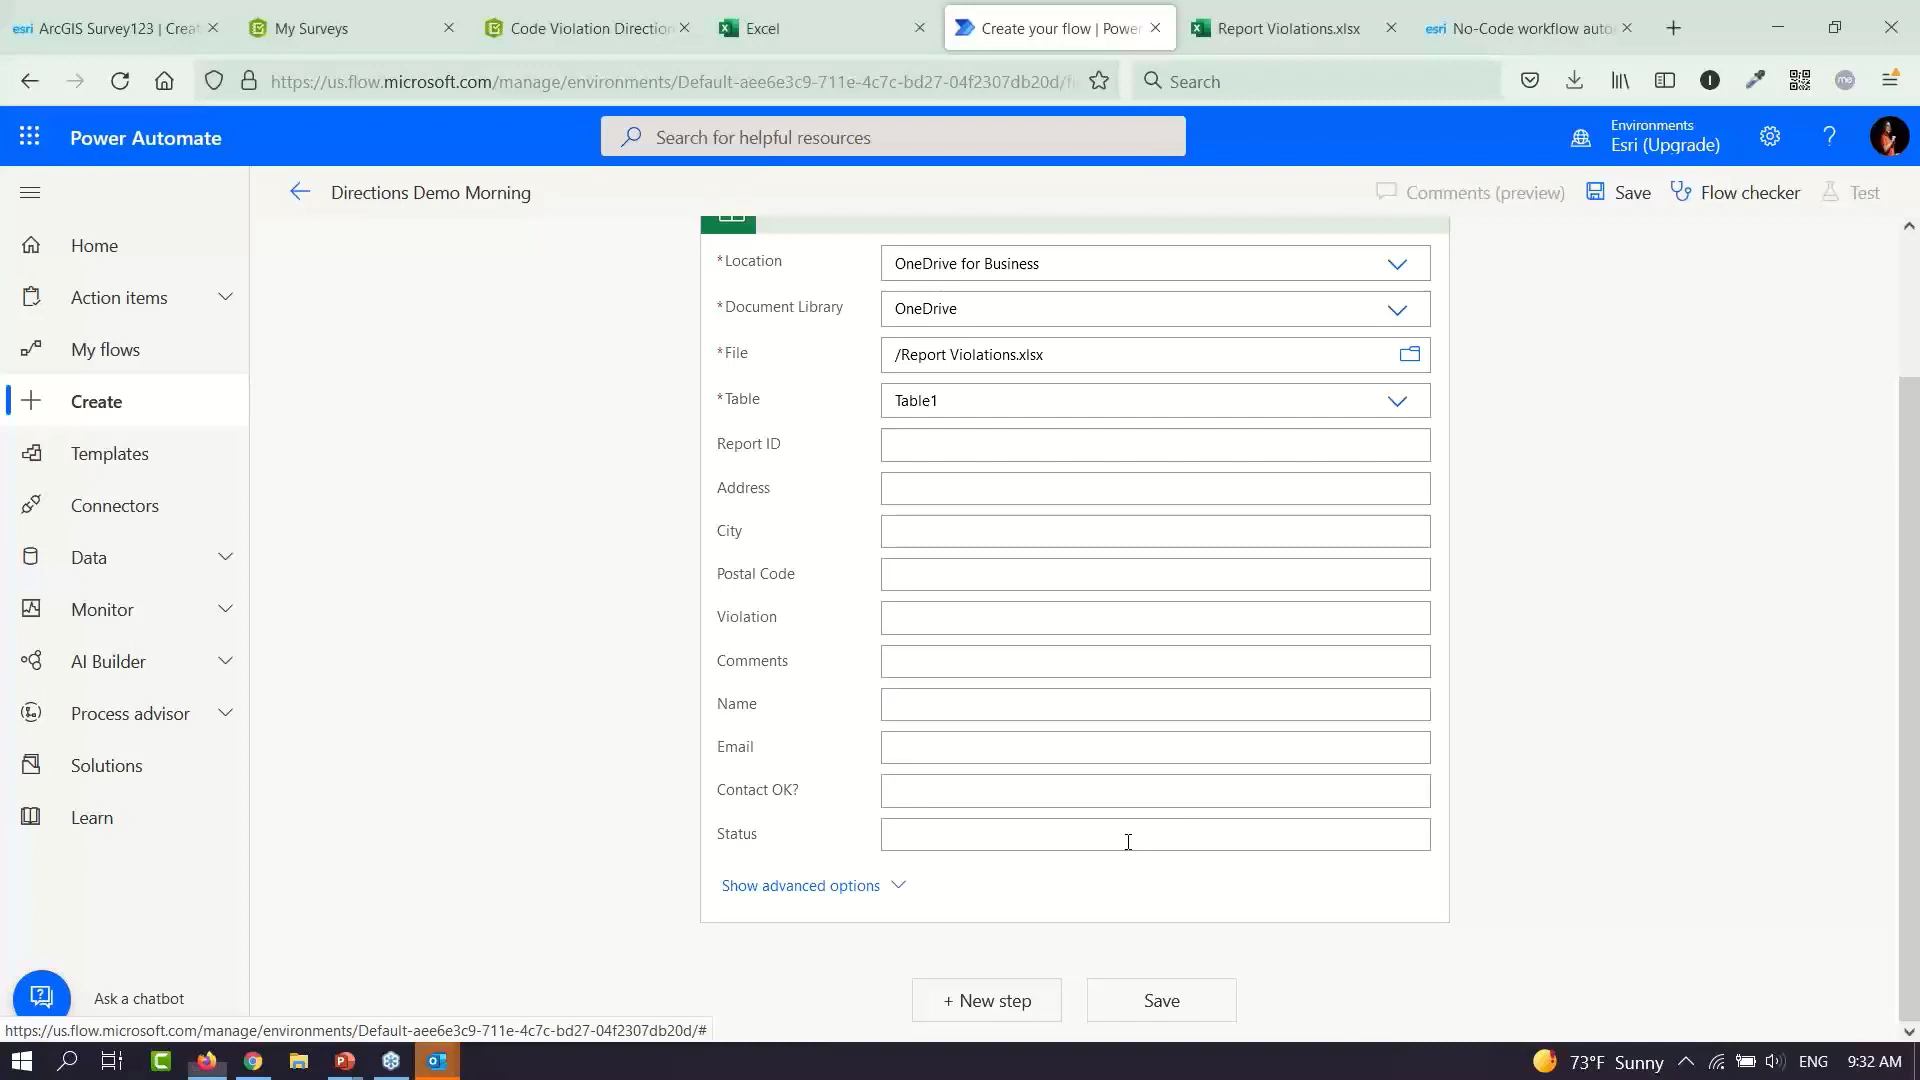 esri ArcGIS Survey123 | Creat
My Surveys
Code Violation Direction
Excel
Create your flow | Power
Report Violations.xlsx
esri No-Code workflow auto
https://us.flow.microsoft.com/manage/environments/Default-aee6e3c9-711e-4c7c-bd27-04f2307db20d/f
Search
Power Automate
Search for helpful resources
Environments
Esri (Upgrade)
Directions Demo Morning
Comments (preview)
Save
Flow checker
Test
Home
Action items
My flows
Create
Templates
Connectors
Data
Monitor
AI Builder
Process advisor
Solutions
Learn
Ask a chatbot
*Location
OneDrive for Business
*Document Library
OneDrive
*File
/Report Violations.xlsx
*Table
Table1
Report ID
Address
City
Postal Code
Violation
Comments
Name
Email
Contact OK?
Status
Show advanced options
+ New step
Save
https://us.flow.microsoft.com/manage/environments/Default-aee6e3c9-711e-4c7c-bd27-04f2307db20d/#
73°F Sunny
ENG
9:32 AM